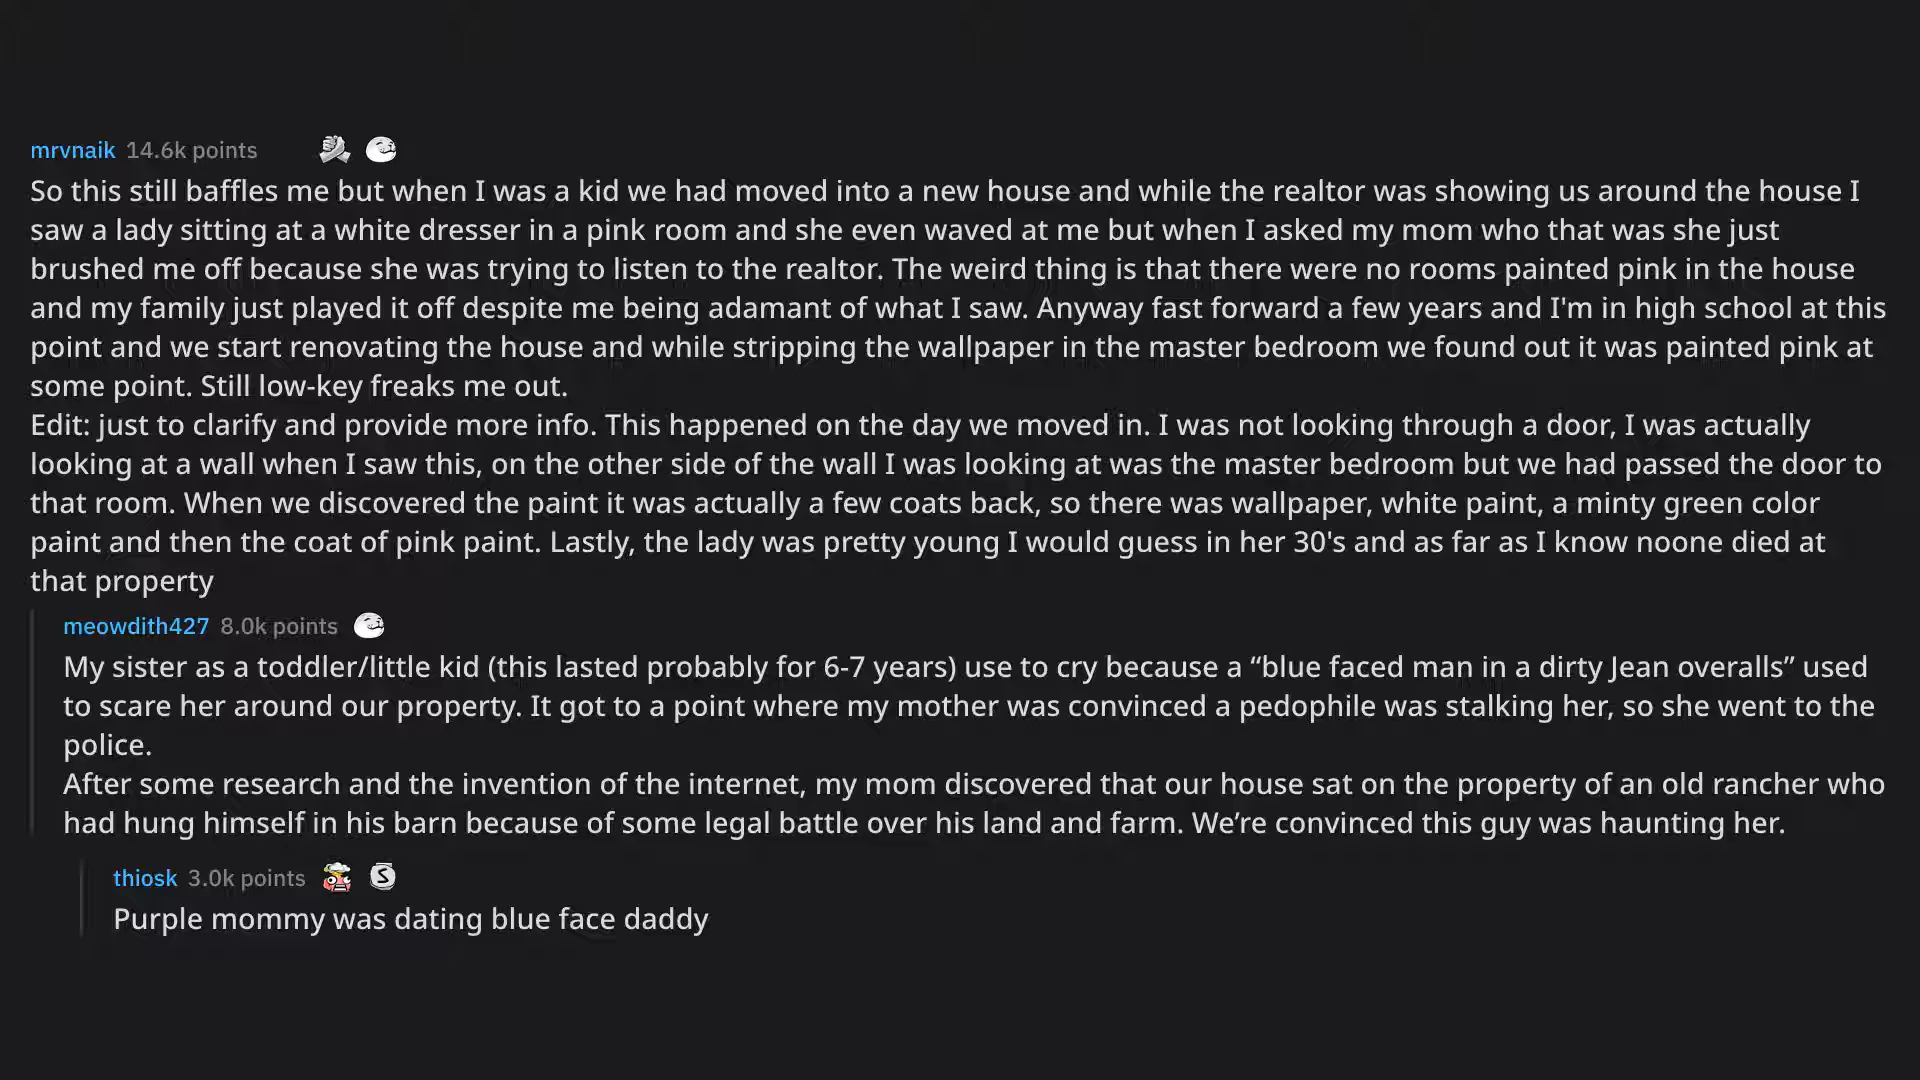 mrvnaik 14.6k points
So this still baffles me but when I was a kid we had moved into a new house and while the realtor was showing us around the house I
saw a lady sitting at a white dresser in a pink room and she even waved at me but when I asked my mom who that was she just
brushed me off because she was trying to listen to the realtor. The weird thing is that there were no rooms painted pink in the house
and my family just played it off despite me being adamant of what I saw. Anyway fast forward a few years and I'm in high school at this
point and we start renovating the house and while stripping the wallpaper in the master bedroom we found out it was painted pink at
some point. Still low-key freaks me out.
Edit: just to clarify and provide more info. This happened on the day we moved in. I was not looking through a door, I was actually
looking at a wall when I saw this, on the other side of the wall I was looking at was the master bedroom but we had passed the door to
that room. When we discovered the paint it was actually a few coats back, so there was wallpaper, white paint, a minty green color
paint and then the coat of pink paint. Lastly, the lady was pretty young I would guess in her 30's and as far as I know noone died at
that property
meowdith427 8.0k points
My sister as a toddler/little kid (this lasted probably for 6-7 years) use to cry because a “blue faced man in a dirty Jean overalls” used
to scare her around our property. It got to a point where my mother was convinced a pedophile was stalking her, so she went to the
police.
After some research and the invention of the internet, my mom discovered that our house sat on the property of an old rancher who
had hung himself in his barn because of some legal battle over his land and farm. We’re convinced this guy was haunting her.
thiosk 3.0k points
Purple mommy was dating blue face daddy